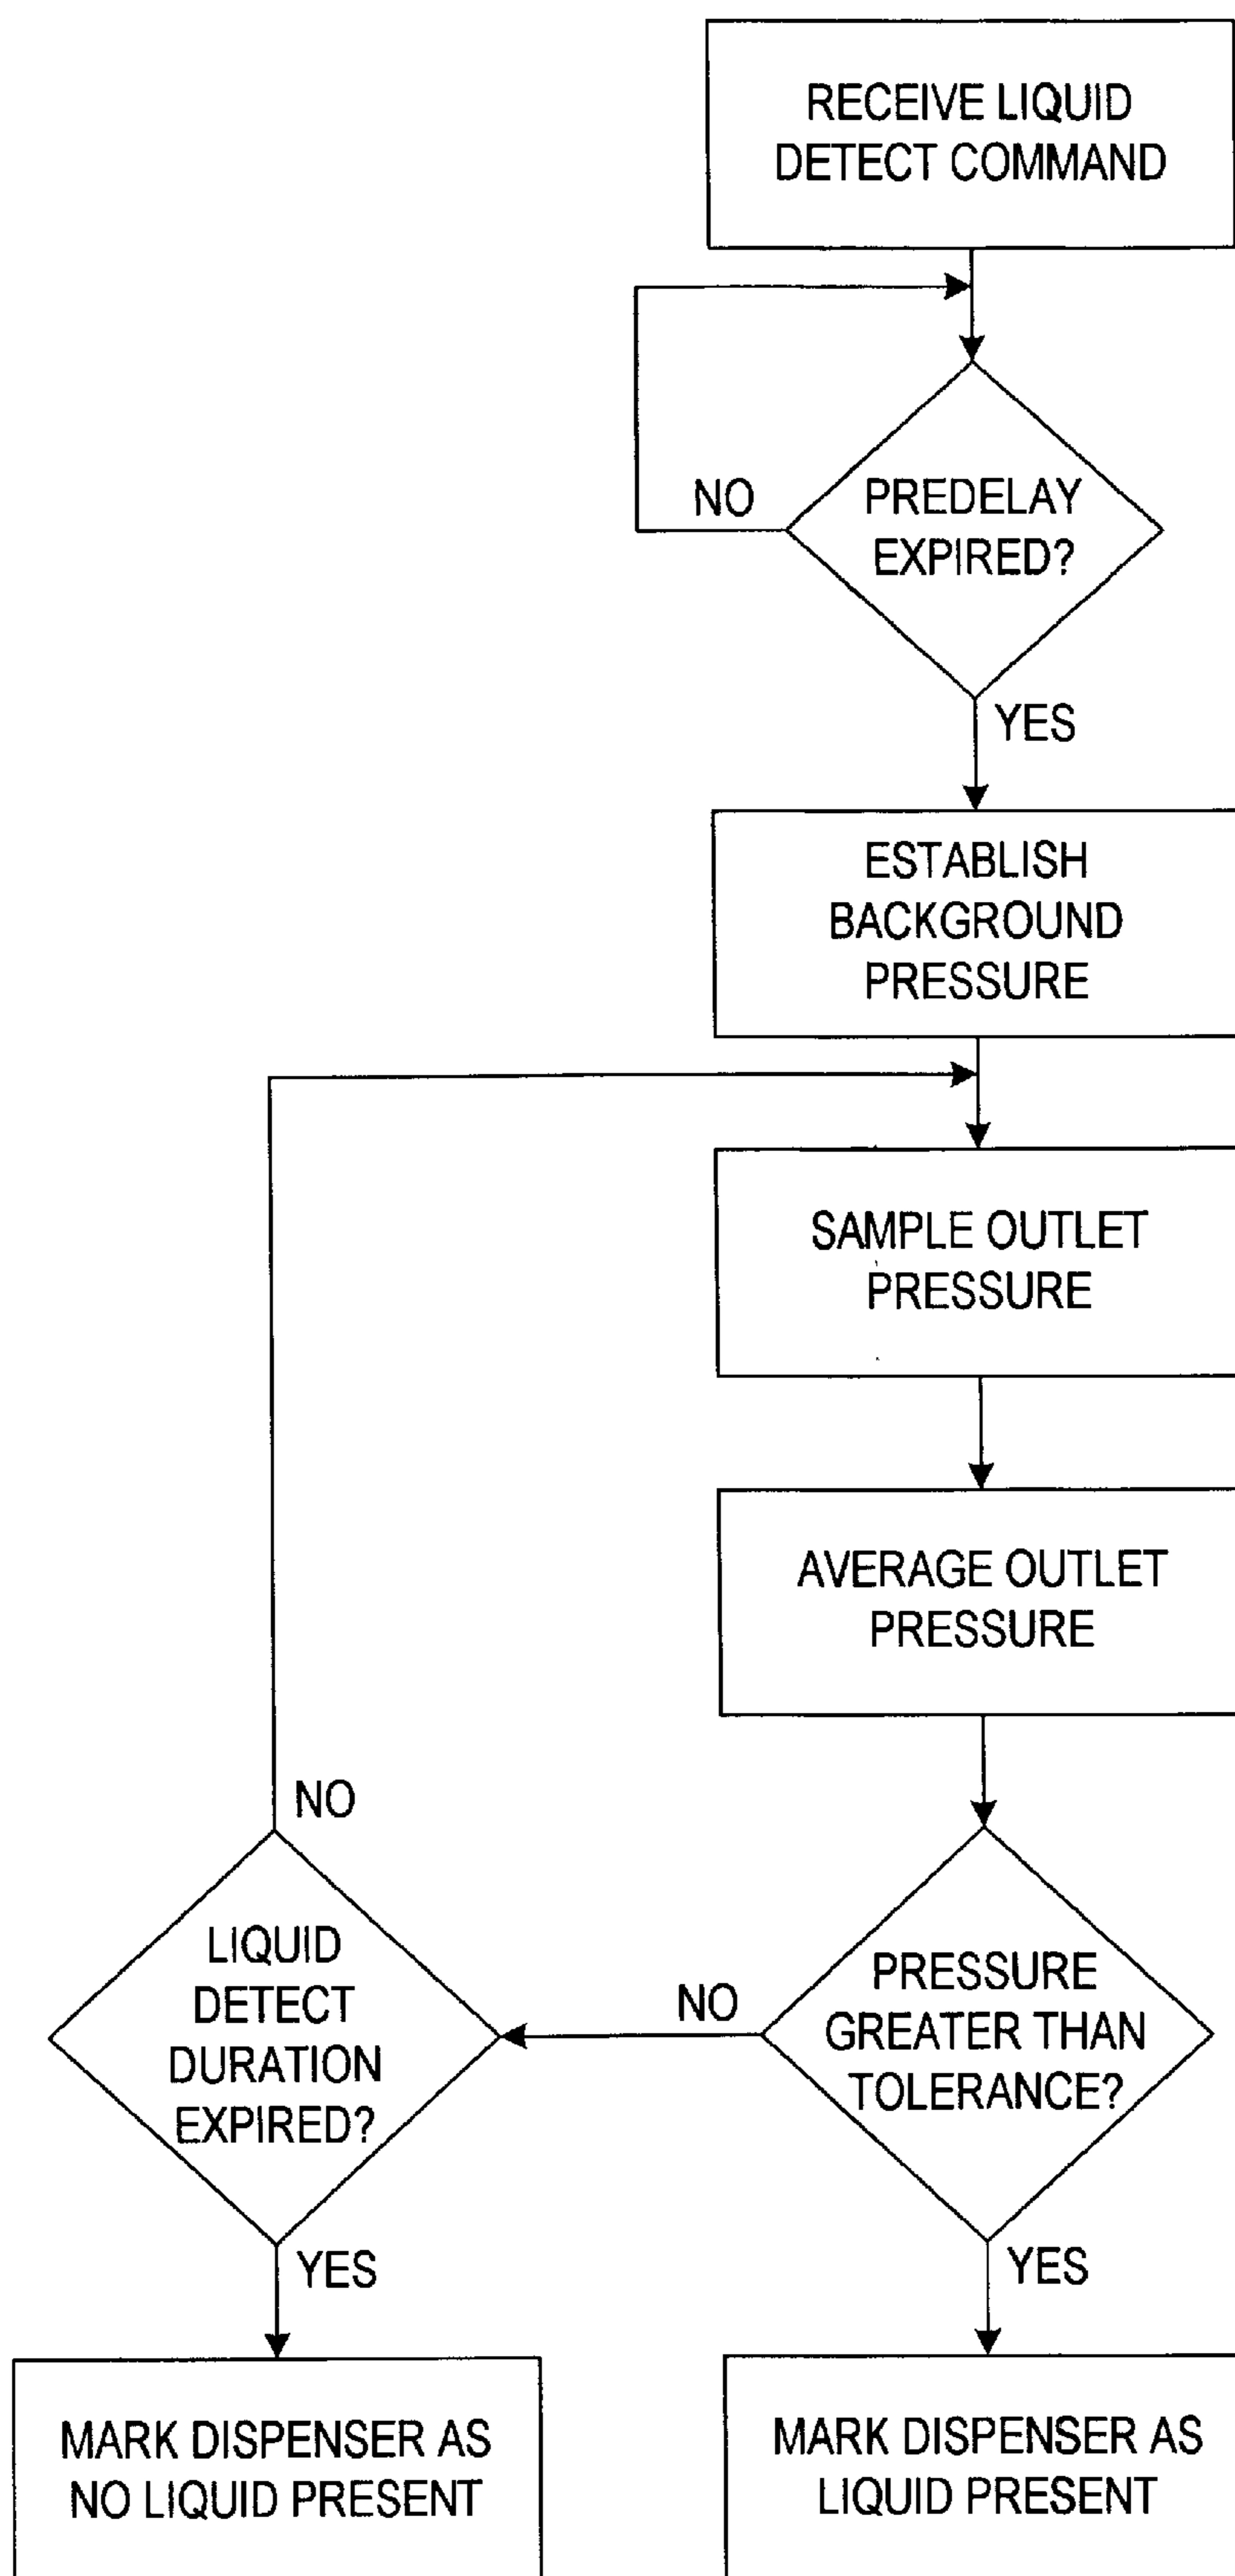 RECEIVE LIQUID
DETECT COMMAND
NO
PREDELAY
EXPIRED?
YES
ESTABLISH
BACKGROUND
PRESSURE
SAMPLE OUTLET
PRESSURE
AVERAGE OUTLET
PRESSURE
NO
LIQUID
DETECT
DURATION
EXPIRED?
NO
PRESSURE
GREATER THAN
TOLERANCE?
YES
YES
MARK DISPENSER AS
NO LIQUID PRESENT
MARK DISPENSER AS
LIQUID PRESENT